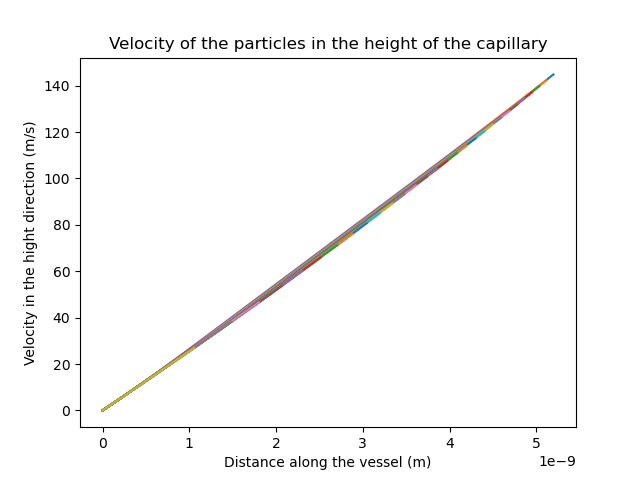 Velocity of the particles in the height of the capillary
Velocity in the hight direction (m/s)
140
120
100
80
60
40
20
0
0 1 2 3 4 5
1e−9
Distance along the vessel (m)